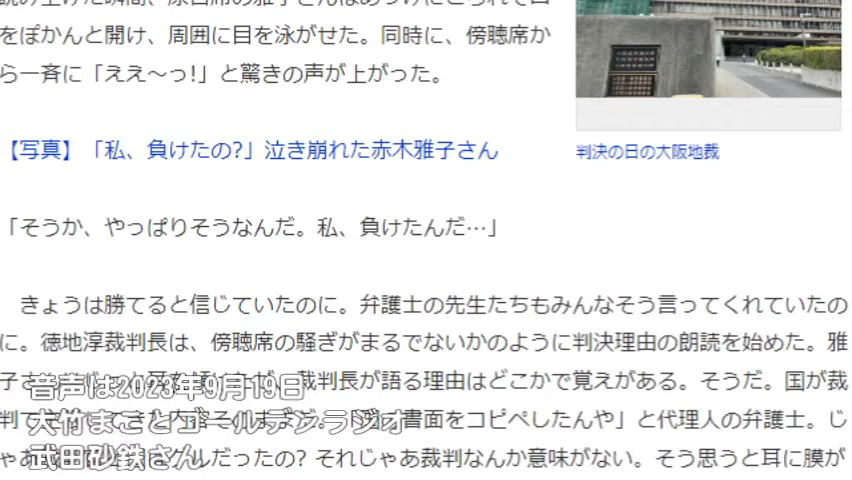 をぽかんと開け、周囲に目を泳がせた。同時に、傍聴席か
ら一斉に「ええ〜っ!」と驚きの声が上がった。
判決の日の大阪地裁
【写真】「私、負けたの?」泣き崩れた赤木雅子さん
「そうか、やっぱりそうなんだ。私、負けたんだ…」
きょうは勝てると信じていたのに。弁護士の先生たちもみんなそう言ってくれていたの
に。徳地淳裁判長は、傍聴席の騒ぎがまるでないかのように判決理由の朗読を始めた。雅
裁判長が語る理由はどこかで覚えがある。そうだ。国が裁
書面をコピペしたんや」と代理人の弁護士。じ
ルだったの? それじゃあ裁判なんか意味がない。そう思うと耳に膜が
音声は2023年9月19日
大竹まことゴールデンラジオ
武田砂鉄さん